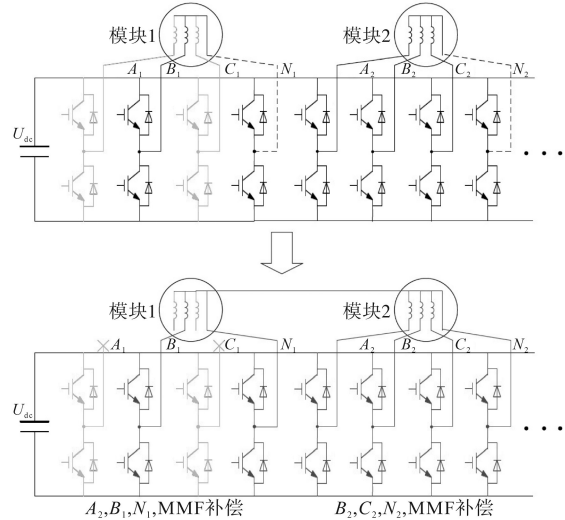 模块1 模块2
A₁ B₁ C₁ N₁ A₂ B₂ C₂ N₂
U_dc
模块1 模块2
A₁ B₁ C₁ N₁ A₂ B₂ C₂ N₂
U_dc
A₂,B₁,N₁,MMF补偿 B₂,C₂,N₂,MMF补偿